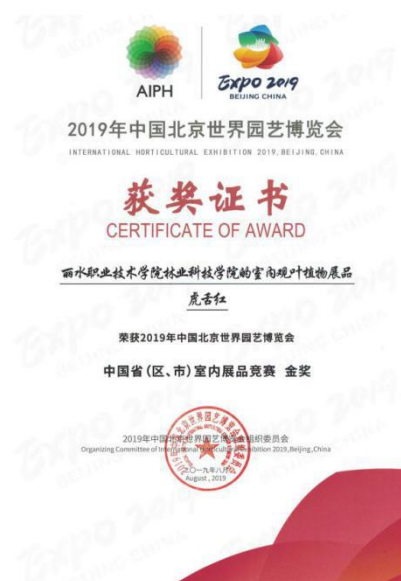 AIPH
EXPO 2019
BEIJING CHINA
2019年中国北京世界园艺博览会
INTERNATIONAL HORTICULTURAL EXHIBITION 2019, BEIJING, CHINA
获奖证书
CERTIFICATE OF AWARD
丽水职业技术学院林业科技学院的室内观叶植物展品
虎舌红
荣获2019年中国北京世界园艺博览会
中国省(区、市)室内展品竞赛 金奖
2019年中国北京世界园艺博览会组织委员会
Organizing Committee of International Horticultural Exhibition 2019, Beijing, China
二〇一九年八月
August, 2019